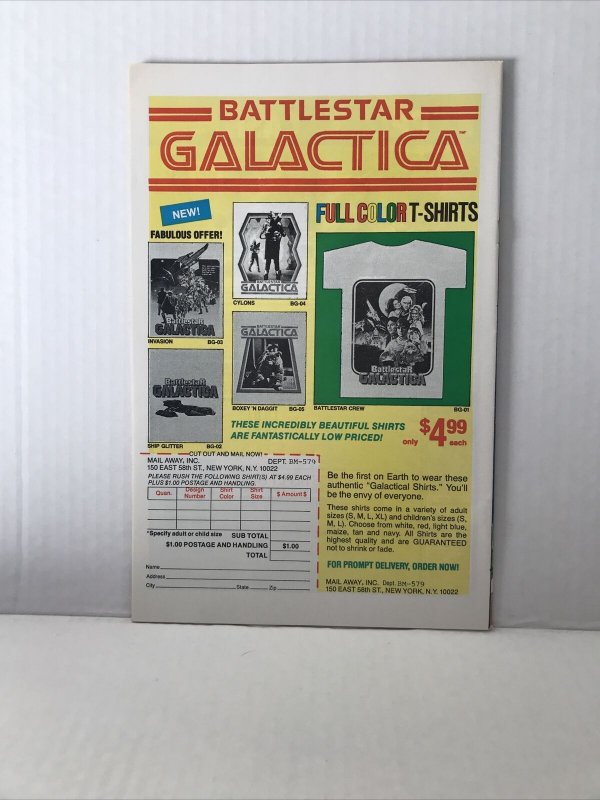 BATTLESTAR
GALACTICA™
NEW!
FABULOUS OFFER!
FULL COLOR T-SHIRTS
GALACTICA
CYLONS BG-04
Battlestar
GALACTICA
INVASION BG-03
BATTLESTAR
GALACTICA
BOXEY 'N DAGGIT BG-05
Battlestar
GALACTICA
BATTLESTAR CREW BG-01
Battlestar
GALACTICA
SHIP GLITTER BG-02
THESE INCREDIBLY BEAUTIFUL SHIRTS
ARE FANTASTICALLY LOW PRICED!
only $4.99 each
CUT OUT AND MAIL NOW!
MAIL AWAY, INC. DEPT. BM-579
150 EAST 58th ST., NEW YORK, N.Y. 10022
PLEASE RUSH THE FOLLOWING SHIRT(S) AT $4.99 EACH
PLUS $1.00 POSTAGE AND HANDLING.
Quan. Design Number Shirt Color Shirt Size $ Amount $
*Specify adult or child size SUB TOTAL
$1.00 POSTAGE AND HANDLING $1.00
TOTAL
Name
Address
City State Zip
Be the first on Earth to wear these
authentic "Galactical Shirts." You'll
be the envy of everyone.
These shirts come in a variety of adult
sizes (S, M, L, XL) and children's sizes (S,
M, L). Choose from white, red, light blue,
maize, tan and navy. All Shirts are the
highest quality and are GUARANTEED
not to shrink or fade.
FOR PROMPT DELIVERY, ORDER NOW!
MAIL AWAY, INC. Dept. BM-579
150 EAST 58th ST., NEW YORK, N.Y. 10022